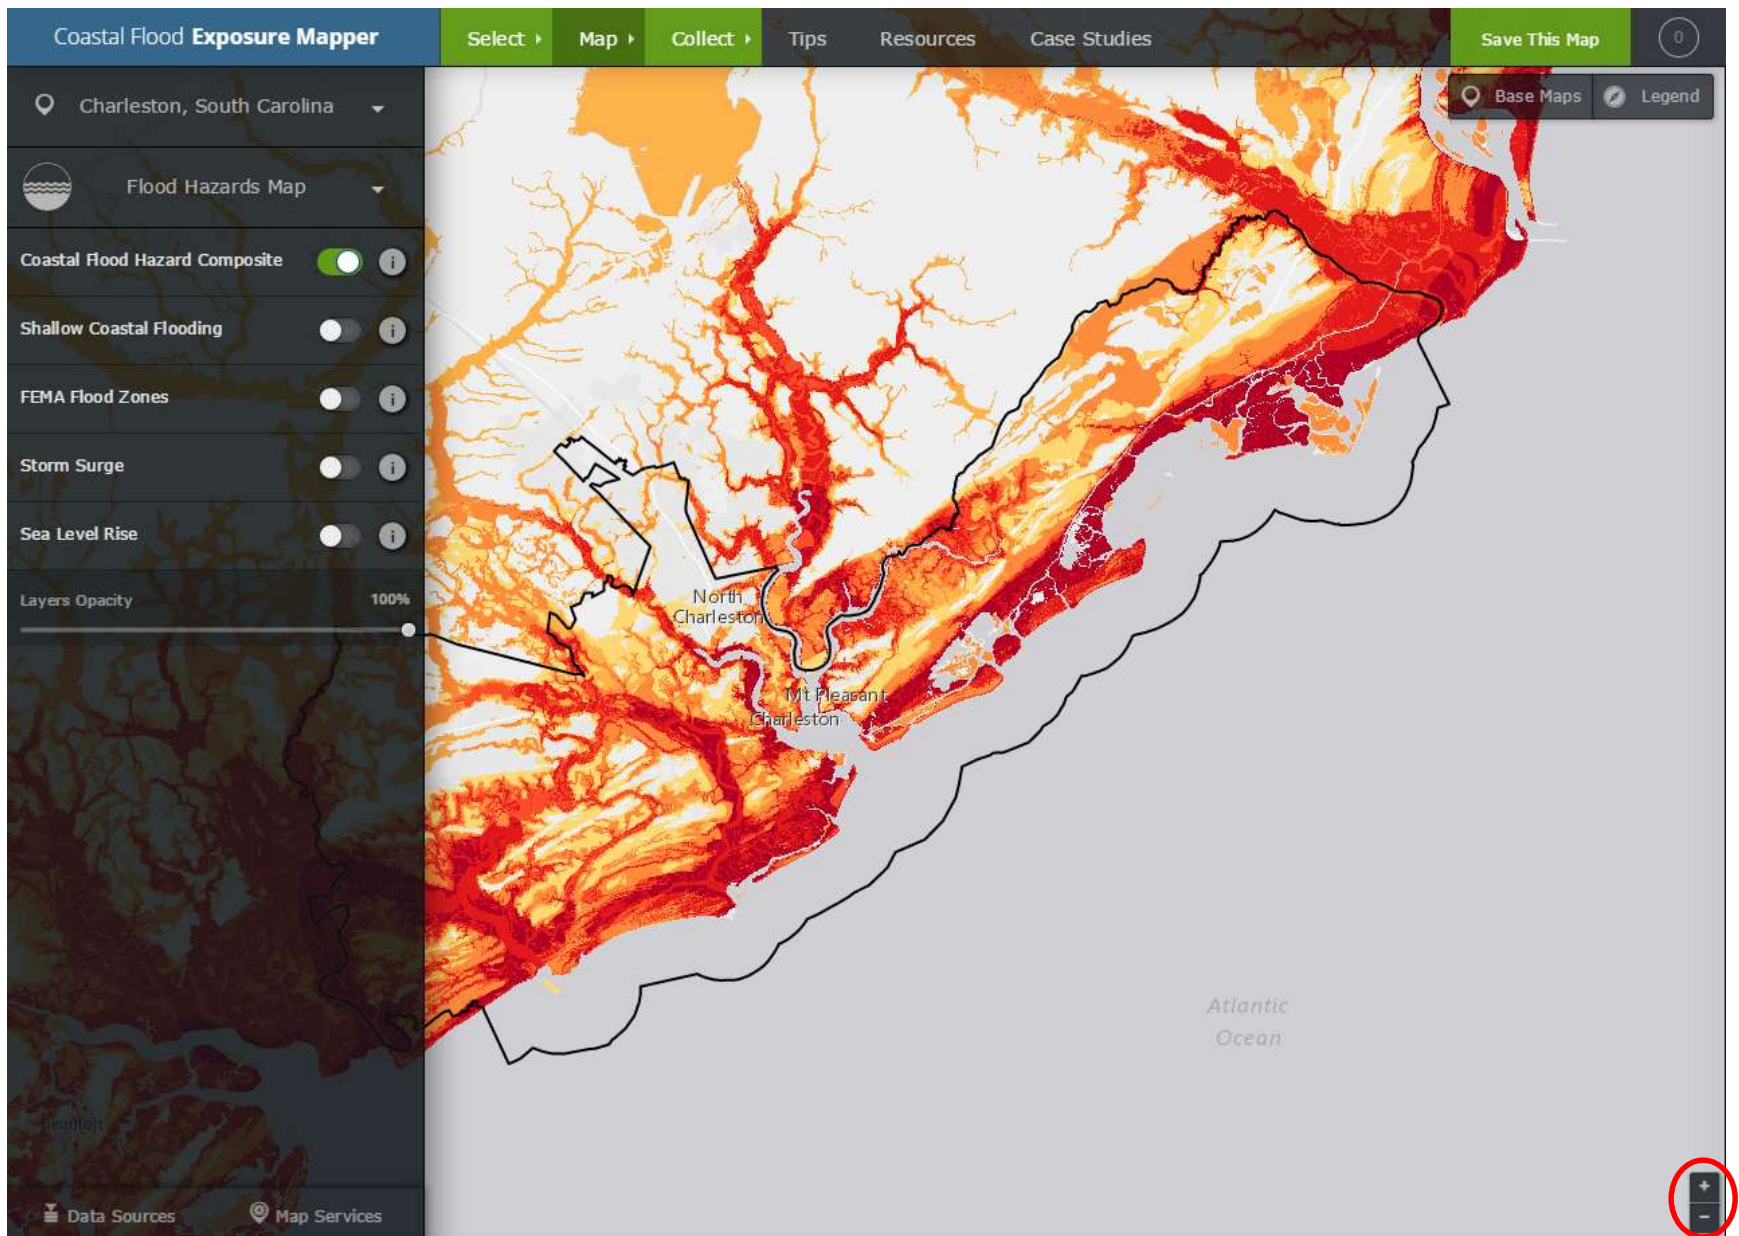 Coastal Flood Exposure Mapper
Select Map Collect Tips Resources Case Studies
Save This Map
0
Charleston, South Carolina
Base Maps Legend
Flood Hazards Map
Coastal Flood Hazard Composite i
Shallow Coastal Flooding i
FEMA Flood Zones i
Storm Surge i
Sea Level Rise i
Layers Opacity 100%
North
Charleston
Mt Pleasant
Charleston
Atlantic
Ocean
Beaufort
+
−
Data Sources Map Services